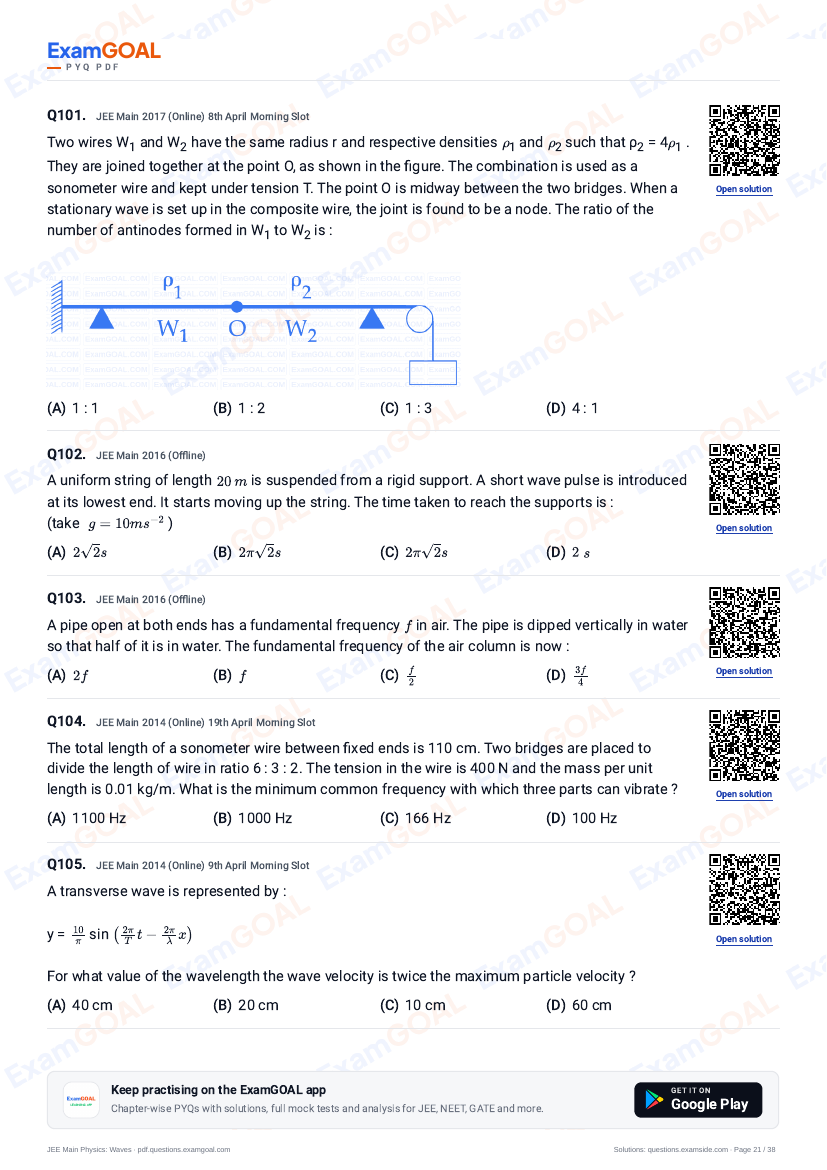 ExamGOAL
PYQ PDF
Q101. JEE Main 2017 (Online) 8th April Morning Slot
Two wires W₁ and W₂ have the same radius r and respective densities ρ₁ and ρ₂ such that ρ₂ = 4ρ₁ .
They are joined together at the point O, as shown in the figure. The combination is used as a
sonometer wire and kept under tension T. The point O is midway between the two bridges. When a
stationary wave is set up in the composite wire, the joint is found to be a node. The ratio of the
number of antinodes formed in W₁ to W₂ is :
Open solution
ρ₁ ρ₂
W₁ O W₂
(A) 1 : 1 (B) 1 : 2 (C) 1 : 3 (D) 4 : 1
Q102. JEE Main 2016 (Offline)
A uniform string of length 20 m is suspended from a rigid support. A short wave pulse is introduced
at its lowest end. It starts moving up the string. The time taken to reach the supports is :
(take g = 10ms⁻² )
Open solution
(A) 2√2s (B) 2π√2s (C) 2π√2s (D) 2 s
Q103. JEE Main 2016 (Offline)
A pipe open at both ends has a fundamental frequency f in air. The pipe is dipped vertically in water
so that half of it is in water. The fundamental frequency of the air column is now :
Open solution
(A) 2f (B) f (C) f/2 (D) 3f/4
Q104. JEE Main 2014 (Online) 19th April Morning Slot
The total length of a sonometer wire between fixed ends is 110 cm. Two bridges are placed to
divide the length of wire in ratio 6 : 3 : 2. The tension in the wire is 400 N and the mass per unit
length is 0.01 kg/m. What is the minimum common frequency with which three parts can vibrate ?
Open solution
(A) 1100 Hz (B) 1000 Hz (C) 166 Hz (D) 100 Hz
Q105. JEE Main 2014 (Online) 9th April Morning Slot
A transverse wave is represented by :
y = 10/π sin (2π/T t − 2π/λ x)
Open solution
For what value of the wavelength the wave velocity is twice the maximum particle velocity ?
(A) 40 cm (B) 20 cm (C) 10 cm (D) 60 cm
ExamGOAL
Keep practising on the ExamGOAL app
Chapter-wise PYQs with solutions, full mock tests and analysis for JEE, NEET, GATE and more.
GET IT ON
Google Play
JEE Main Physics: Waves · pdf.questions.examgoal.com
Solutions: questions.examside.com · Page 21 / 38